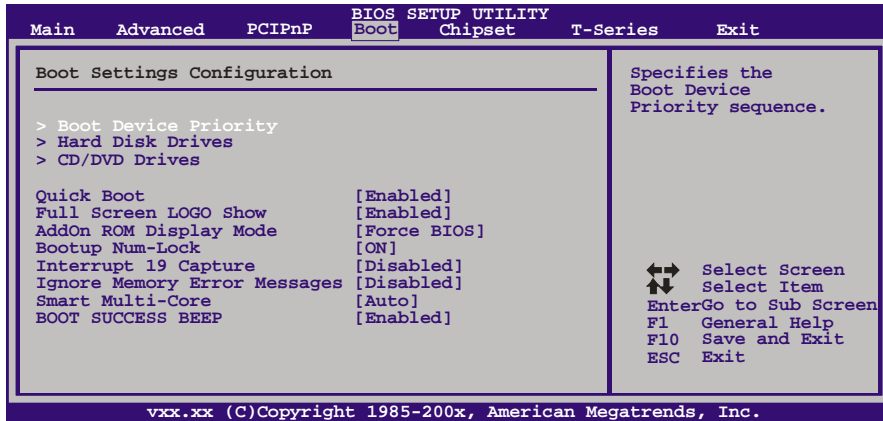 BIOS SETUP UTILITY
Main Advanced PCIPnP Boot Chipset T-Series Exit
Boot Settings Configuration
> Boot Device Priority
> Hard Disk Drives
> CD/DVD Drives
Quick Boot [Enabled]
Full Screen LOGO Show [Enabled]
AddOn ROM Display Mode [Force BIOS]
Bootup Num-Lock [ON]
Interrupt 19 Capture [Disabled]
Ignore Memory Error Messages [Disabled]
Smart Multi-Core [Auto]
BOOT SUCCESS BEEP [Enabled]
Specifies the
Boot Device
Priority sequence.
Select Screen
Select Item
EnterGo to Sub Screen
F1 General Help
F10 Save and Exit
ESC Exit
vxx.xx (C)Copyright 1985-200x, American Megatrends, Inc.